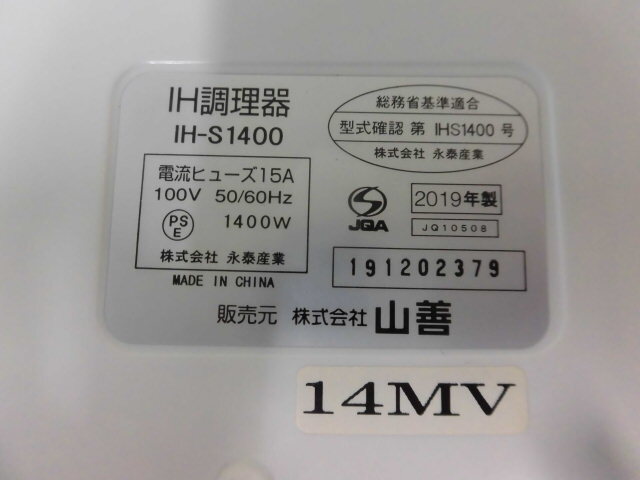 IH調理器
IH-S1400
総務省基準適合
型式確認 第 IHS1400 号
株式会社 永泰産業
電流ヒューズ15A
100V 50/60Hz
PS
E
1400W
株式会社 永泰産業
MADE IN CHINA
JQA
2019年製
JQ10508
191202379
販売元 株式会社 山善
14MV